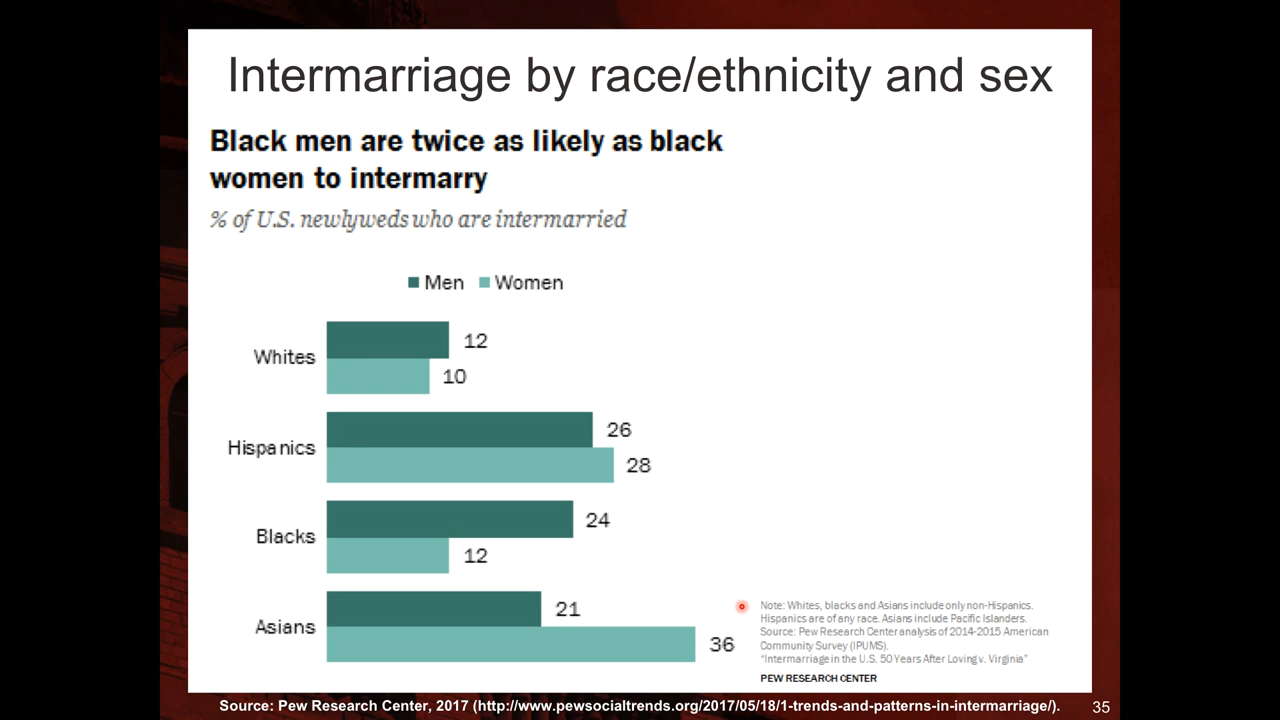 Intermarriage by race/ethnicity and sex
Black men are twice as likely as black
women to intermarry
% of U.S. newlyweds who are intermarried
Men Women
Whites
12
10
Hispanics
26
28
Blacks
24
12
Asians
21
36
Note: Whites, blacks and Asians include only non-Hispanics.
Hispanics are of any race. Asians include Pacific Islanders.
Source: Pew Research Center analysis of 2014-2015 American
Community Survey (IPUMS).
"Intermarriage in the U.S. 50 Years After Loving v. Virginia"
PEW RESEARCH CENTER
Source: Pew Research Center, 2017 (http://www.pewsocialtrends.org/2017/05/18/1-trends-and-patterns-in-intermarriage/).
35